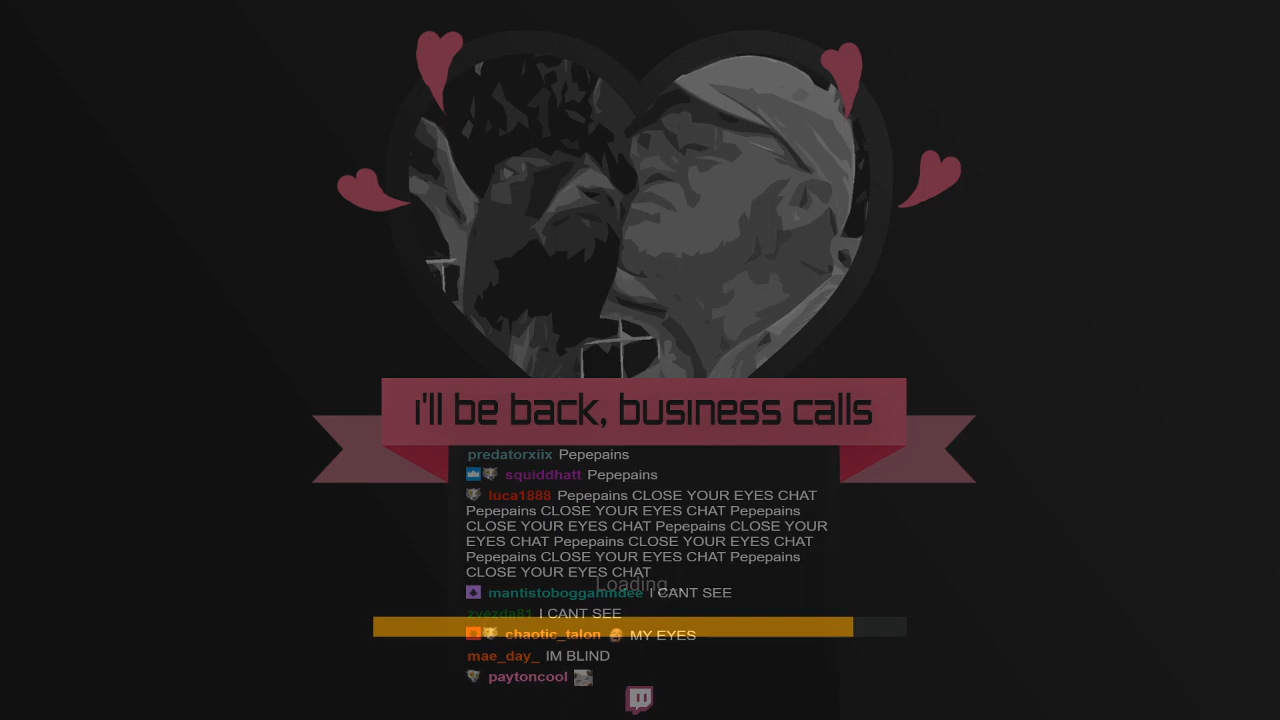 i'll be back, business calls
predatorxiix Pepepains
squiddhatt Pepepains
luca1888 Pepepains CLOSE YOUR EYES CHAT
Pepepains CLOSE YOUR EYES CHAT Pepepains
CLOSE YOUR EYES CHAT Pepepains CLOSE YOUR
EYES CHAT Pepepains CLOSE YOUR EYES CHAT
Pepepains CLOSE YOUR EYES CHAT Pepepains
CLOSE YOUR EYES CHAT
Loading...
mantistoboggahmdee I CANT SEE
zvezda81 I CANT SEE
chaotic_talon MY EYES
mae_day_ IM BLIND
paytoncool